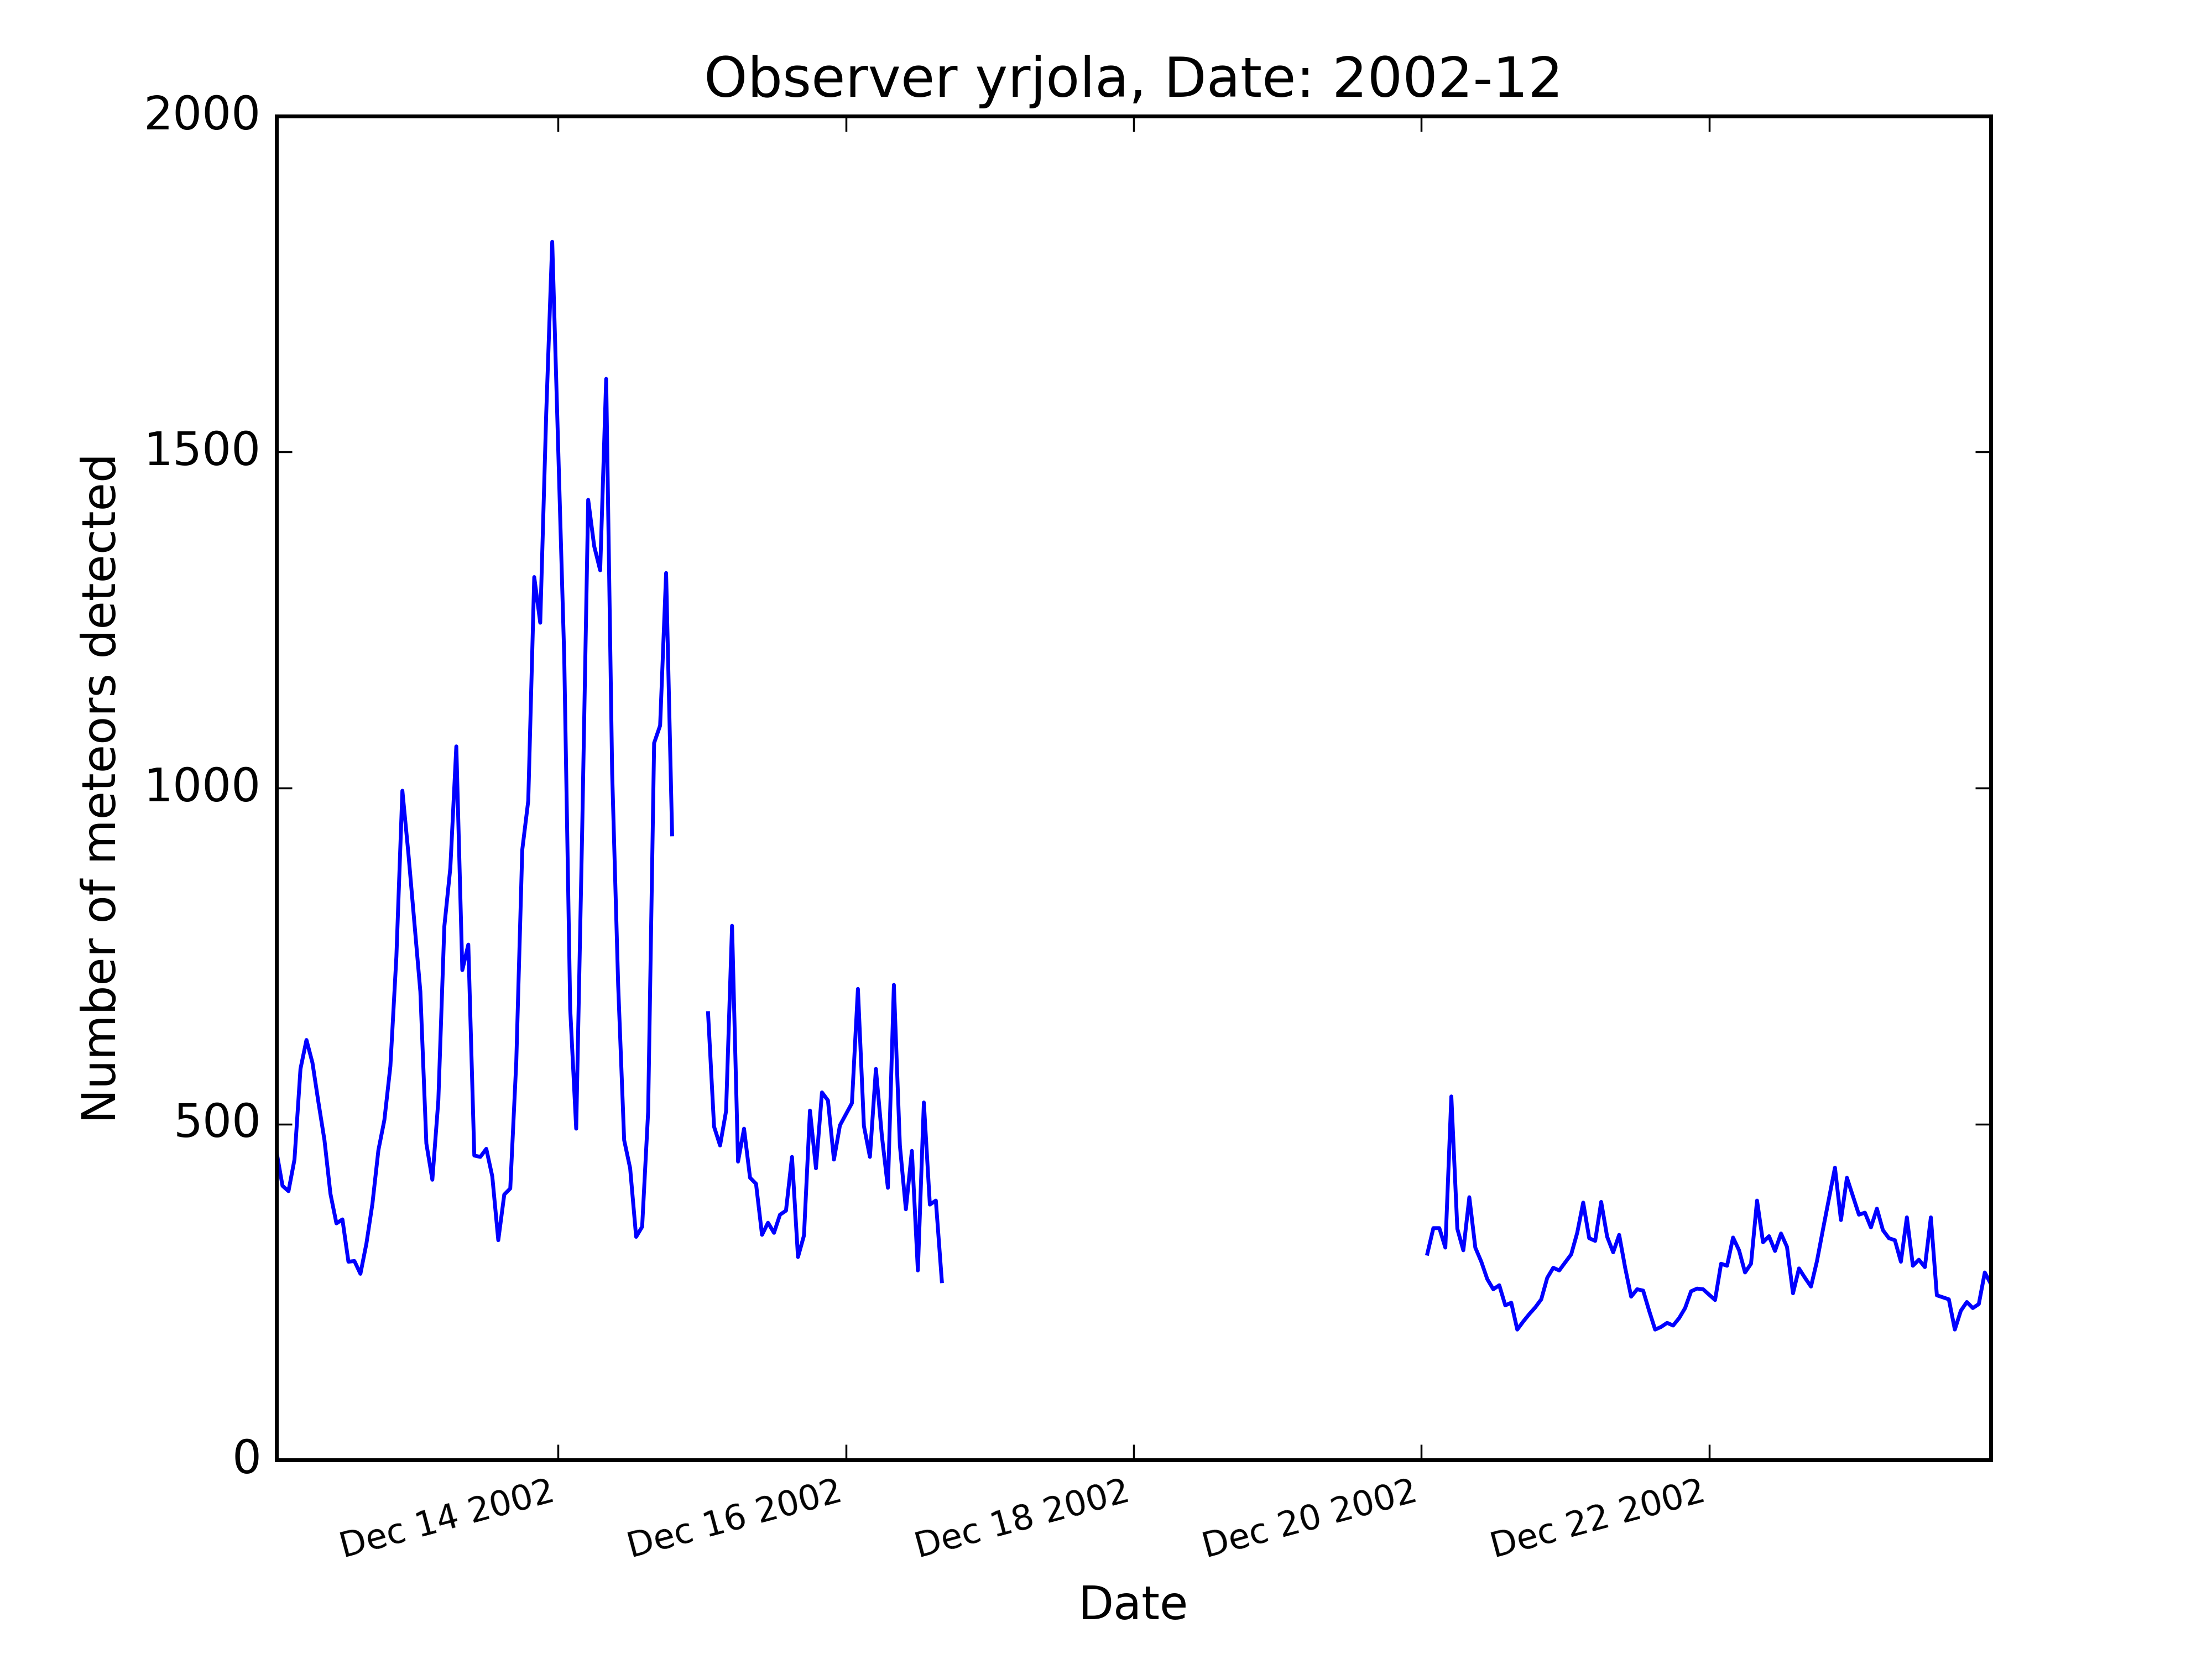 Observer yrjola, Date: 2002-12
2000
1500
1000
500
0
Number of meteors detected
Dec 14 2002
Dec 16 2002
Dec 18 2002
Dec 20 2002
Dec 22 2002
Date